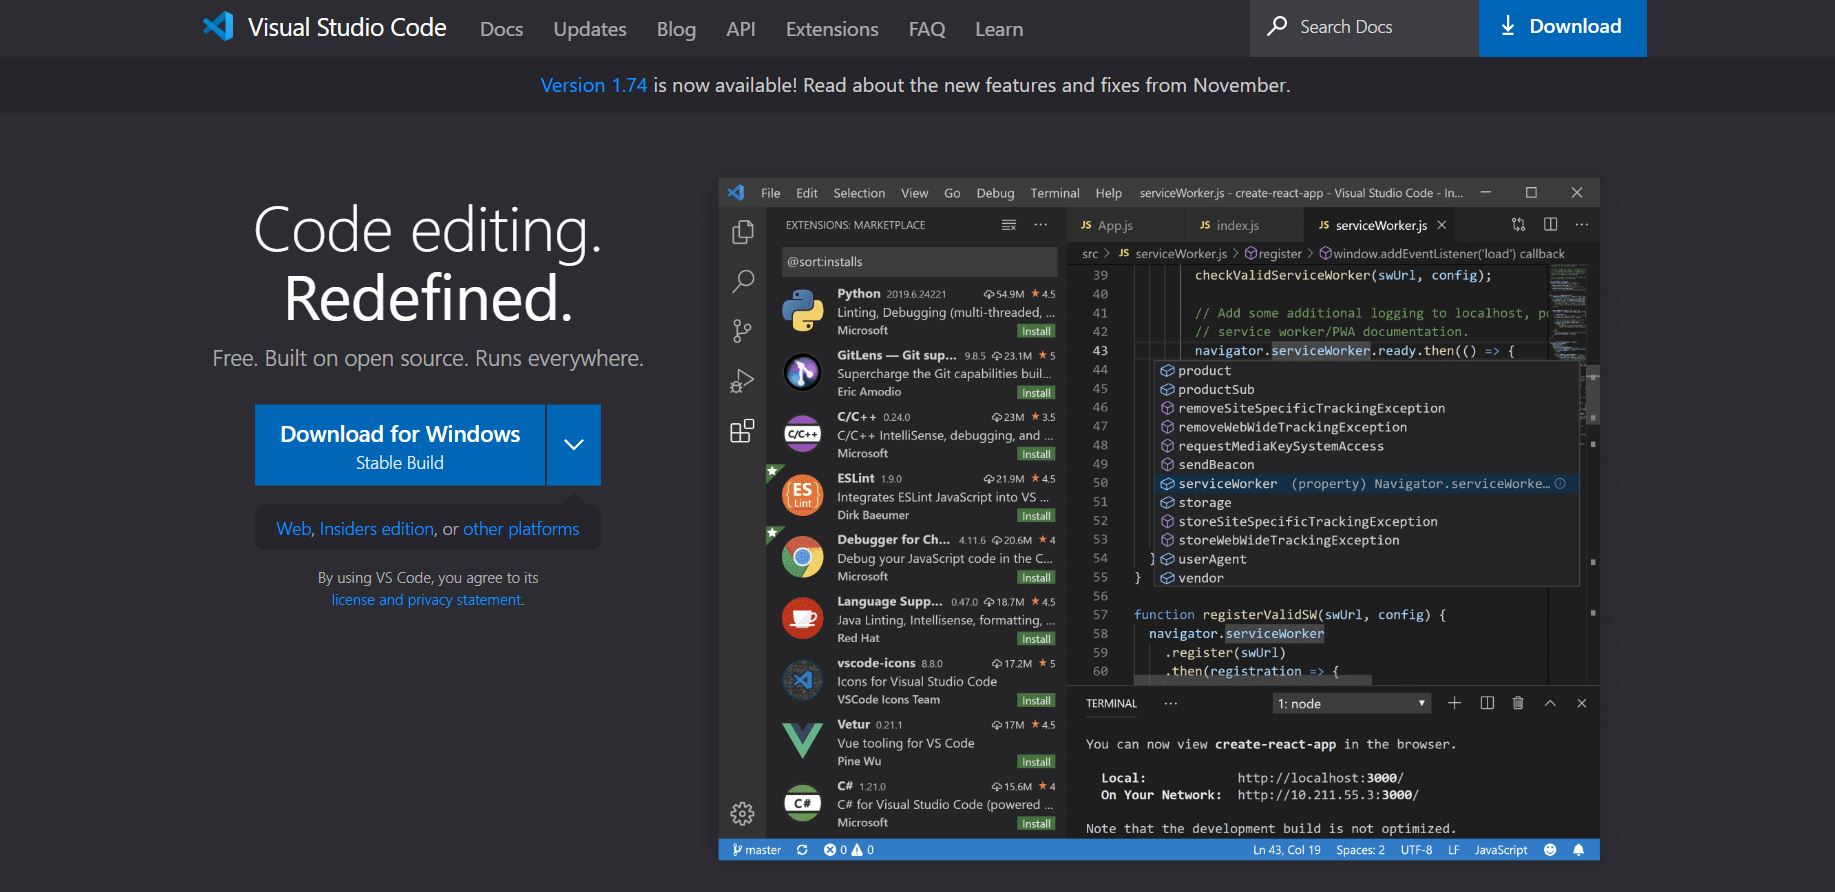 Visual Studio Code Docs Updates Blog API Extensions FAQ Learn Search Docs Download
Version 1.74 is now available! Read about the new features and fixes from November.
Code editing.
Redefined.
Free. Built on open source. Runs everywhere.
Download for Windows
Stable Build
Web, Insiders edition, or other platforms
By using VS Code, you agree to its
license and privacy statement.
File Edit Selection View Go Debug Terminal Help serviceWorker.js - create-react-app - Visual Studio Code - In...
EXTENSIONS: MARKETPLACE
@sort:installs
Python 2019.6.24221 54.9M 4.5
Linting, Debugging (multi-threaded, ...
Microsoft Install
GitLens — Git sup... 9.8.5 23.1M 5
Supercharge the Git capabilities buil...
Eric Amodio Install
C/C++
C/C++ 0.24.0 23M 3.5
C/C++ IntelliSense, debugging, and ...
Microsoft Install
ES
Lint
ESLint 1.9.0 21.9M 4.5
Integrates ESLint JavaScript into VS ...
Dirk Baeumer Install
Debugger for Ch... 4.11.6 20.6M 4
Debug your JavaScript code in the C...
Microsoft Install
Language Supp... 0.47.0 18.7M 4.5
Java Linting, Intellisense, formatting, ...
Red Hat Install
vscode-icons 8.8.0 17.2M 5
Icons for Visual Studio Code
VSCode Icons Team Install
Vetur 0.21.1 17M 4.5
Vue tooling for VS Code
Pine Wu Install
C#
C# 1.21.0 15.6M 4
C# for Visual Studio Code (powered ...
Microsoft Install
JS App.js JS index.js JS serviceWorker.js
src > JS serviceWorker.js > register > window.addEventListener('load') callback
39 checkValidServiceWorker(swUrl, config);
40
41 // Add some additional logging to localhost, po
42 // service worker/PWA documentation.
43 navigator.serviceWorker.ready.then(() => {
44 product
45 productSub
46 removeSiteSpecificTrackingException
47 removeWebWideTrackingException
48 requestMediaKeySystemAccess
49 sendBeacon
50 serviceWorker (property) Navigator.serviceWorke...
51 storage
52 storeSiteSpecificTrackingException
53 storeWebWideTrackingException
54 } userAgent
55 } vendor
56
57 function registerValidSW(swUrl, config) {
58 navigator.serviceWorker
59 .register(swUrl)
60 .then(registration => {
TERMINAL ... 1: node
You can now view create-react-app in the browser.
Local: http://localhost:3000/
On Your Network: http://10.211.55.3:3000/
Note that the development build is not optimized.
master 0 0 Ln 43, Col 19 Spaces: 2 UTF-8 LF JavaScript